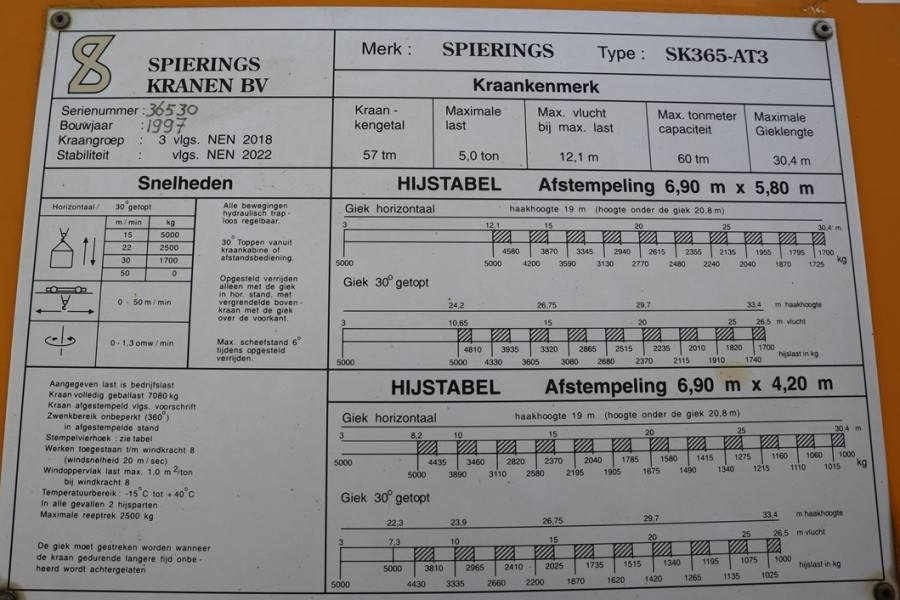 SPIERINGS
KRANEN BV
Merk : SPIERINGS Type : SK365-AT3
Kraankenmerk
Serienummer : 36530
Bouwjaar : 1997
Kraangroep : 3 vlgs. NEN 2018
Stabiliteit : vlgs. NEN 2022
Kraan-
kengetal
57 tm
Maximale
last
5,0 ton
Max. vlucht
bij max. last
12,1 m
Max. tonmeter
capaciteit
60 tm
Maximale
Gieklengte
30,4 m
Snelheden
Horizontaal / 30° getopt
m / min kg
15 5000
22 2500
30 1700
50 0
0 - 50 m / min
0 - 1,3 omw / min
Alle bewegingen
hydraulisch trap -
loos regelbaar.
30° Toppen vanuit
kraankabine of
afstandsbediening.
Opgesteld verrijden
alleen met de giek
in hor. stand, met
vergrendelde boven-
kraan met de giek
over de voorkant.
Max. scheefstand 6°
tijdens opgesteld
verrijden.
HIJSTABEL Afstempeling 6,90 m x 5,80 m
Giek horizontaal haakhoogte 19 m (hoogte onder de giek 20,8 m)
3 12,1 15 20 25 30,4 m
4580 3870 3345 2940 2615 2355 2135 1955 1795 1700
5000 5000 4200 3590 3130 2770 2480 2240 2040 1870 1725 kg
Giek 30° getopt
24,2 26,75 29,7 33,4 m haakhoogte
3 10,65 15 20 25 26,5 m vlucht
4810 3935 3320 2865 2515 2235 2010 1820 1700
5000 5000 4330 3605 3080 2680 2370 2115 1910 1740 hijslast in kg
Aangegeven last is bedrijfslast
Kraan volledig geballast 7080 kg
Kraan afgestempeld vlgs. voorschrift
Zwenkbereik onbeperkt (360°)
in afgestempelde stand
Stempelvierhoek : zie tabel
Werken toegestaan t/m windkracht 8
(windsnelheid 20 m / sec)
Windoppervlak last max. 1,0 m²/ton
bij windkracht 8
Temperatuurbereik : -15°C tot +40°C
In alle gevallen 2 hijsparten
Maximale reeptrek 2500 kg
De giek moet gestreken worden wanneer
de kraan gedurende langere tijd onbe -
heerd wordt achtergelaten
HIJSTABEL Afstempeling 6,90 m x 4,20 m
Giek horizontaal haakhoogte 19 m (hoogte onder de giek 20,8 m)
3 8,2 10 15 20 25 30,4 m
4435 3460 2820 2370 2040 1785 1580 1415 1275 1160 1060 1000
5000 5000 3890 3110 2580 2195 1905 1675 1490 1340 1215 1110 1015 kg
Giek 30° getopt
22,3 23,9 26,75 29,7 33,4 m haakhoogte
3 7,3 10 15 20 25 26,5 m vlucht
5000 3810 2965 2410 2025 1735 1515 1340 1195 1075 1000
5000 4430 3335 2660 2200 1870 1620 1420 1265 1135 1025 hijslast in kg